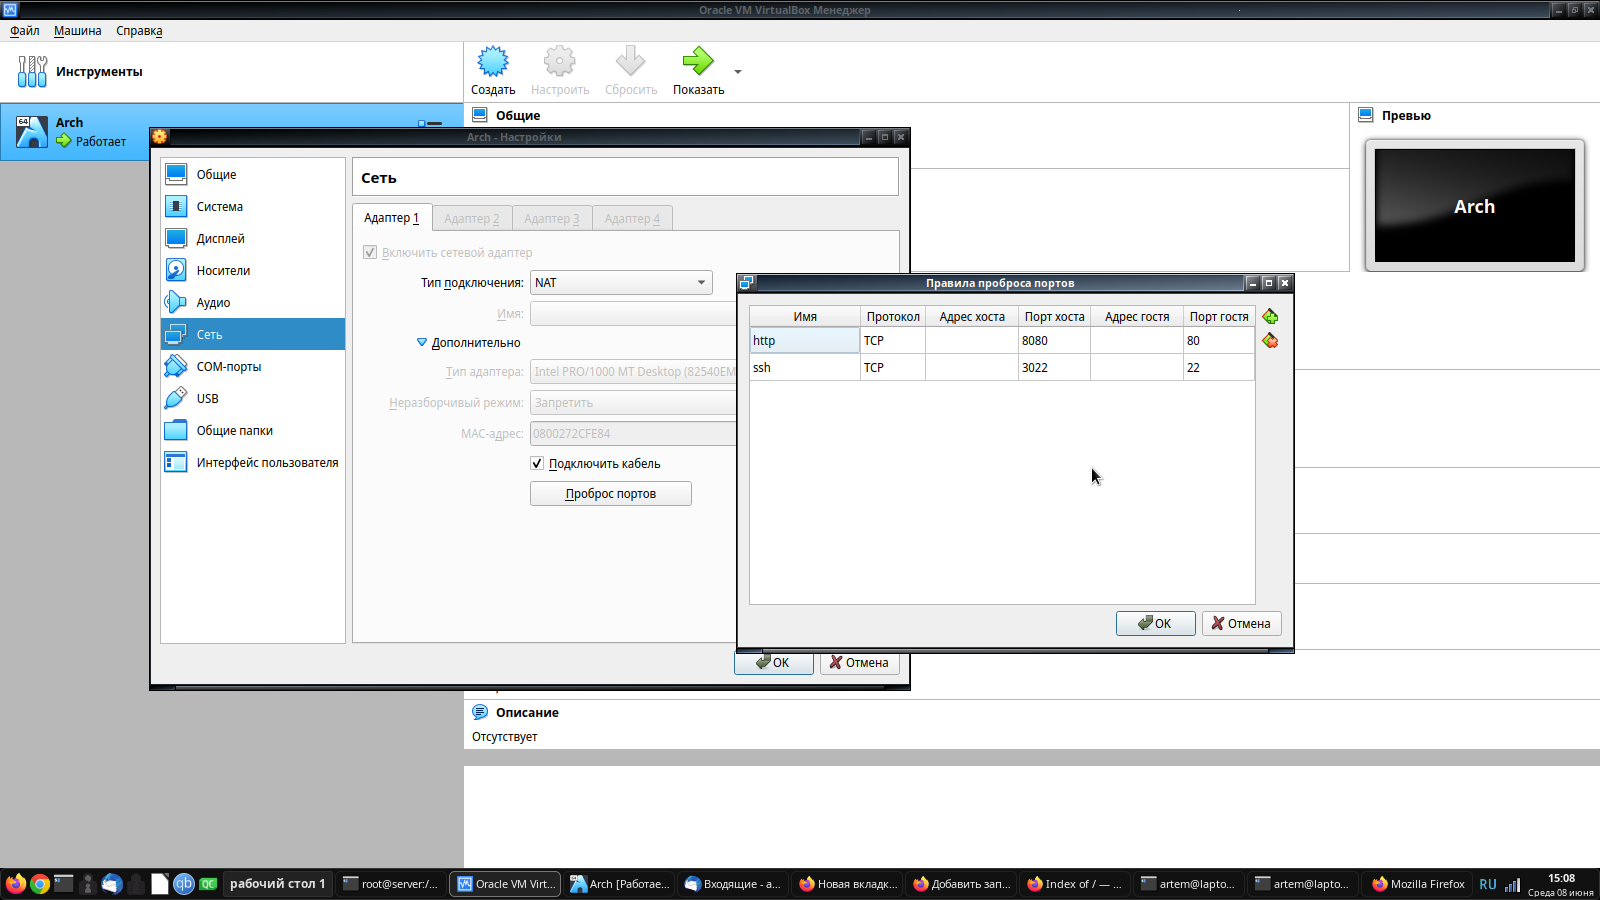 Oracle VM VirtualBox Менеджер
Файл Машина Справка
Инструменты
Создать Настроить Сбросить Показать
64
Arch
Работает
Общие
Превью
Arch
Arch - Настройки
Общие
Система
Дисплей
Носители
Аудио
Сеть
COM-порты
USB
Общие папки
Интерфейс пользователя
Сеть
Адаптер 1 Адаптер 2 Адаптер 3 Адаптер 4
Включить сетевой адаптер
Тип подключения: NAT
Имя:
Дополнительно
Тип адаптера: Intel PRO/1000 MT Desktop (82540EM
Неразборчивый режим: Запретить
MAC-адрес: 0800272CFE84
Подключить кабель
Проброс портов
OK Отмена
Правила проброса портов
Имя Протокол Адрес хоста Порт хоста Адрес гостя Порт гостя
http TCP 8080 80
ssh TCP 3022 22
OK Отмена
Описание
Отсутствует
qb QC рабочий стол 1 root@server:/... Oracle VM Virt... Arch [Работае... Входящие - a... Новая вкладк... Добавить зап... Index of / — ... artem@lapto... artem@lapto... Mozilla Firefox RU 15:08
Среда 08 июня